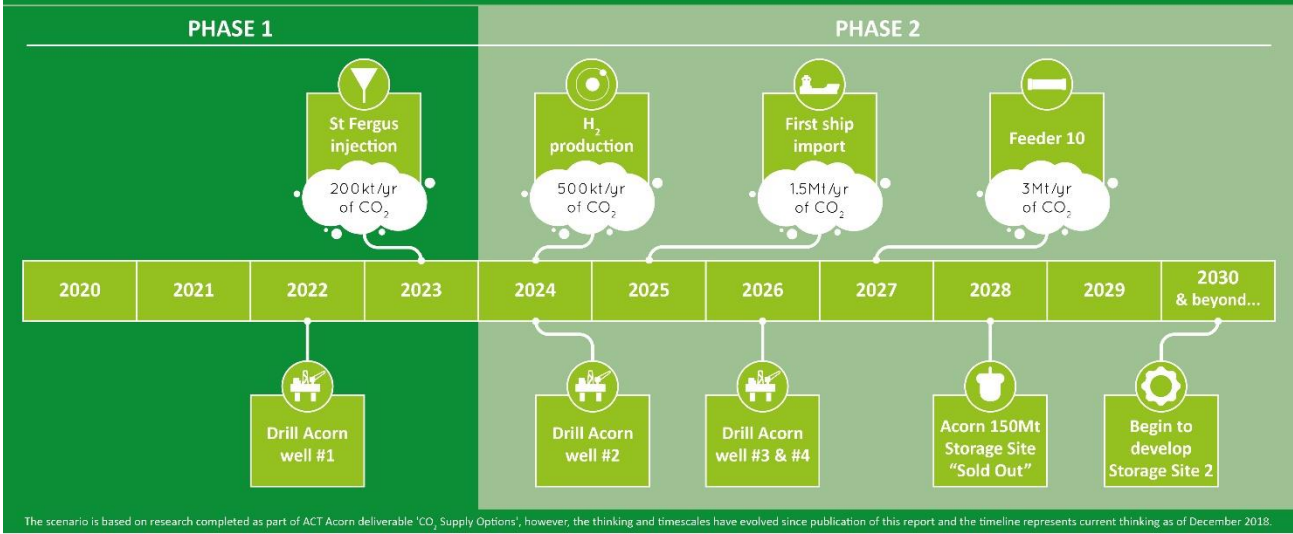 PHASE 1
PHASE 2
St Fergus
injection
200kt/yr
of CO₂
H₂
production
500kt/yr
of CO₂
First ship
import
1.5Mt/yr
of CO₂
Feeder 10
3Mt/yr
of CO₂
2020
2021
2022
2023
2024
2025
2026
2027
2028
2029
2030
& beyond...
Drill Acorn
well #1
Drill Acorn
well #2
Drill Acorn
well #3 & #4
Acorn 150Mt
Storage Site
“Sold Out”
Begin to
develop
Storage Site 2
The scenario is based on research completed as part of ACT Acorn deliverable 'CO₂ Supply Options', however, the thinking and timescales have evolved since publication of this report and the timeline represents current thinking as of December 2018.